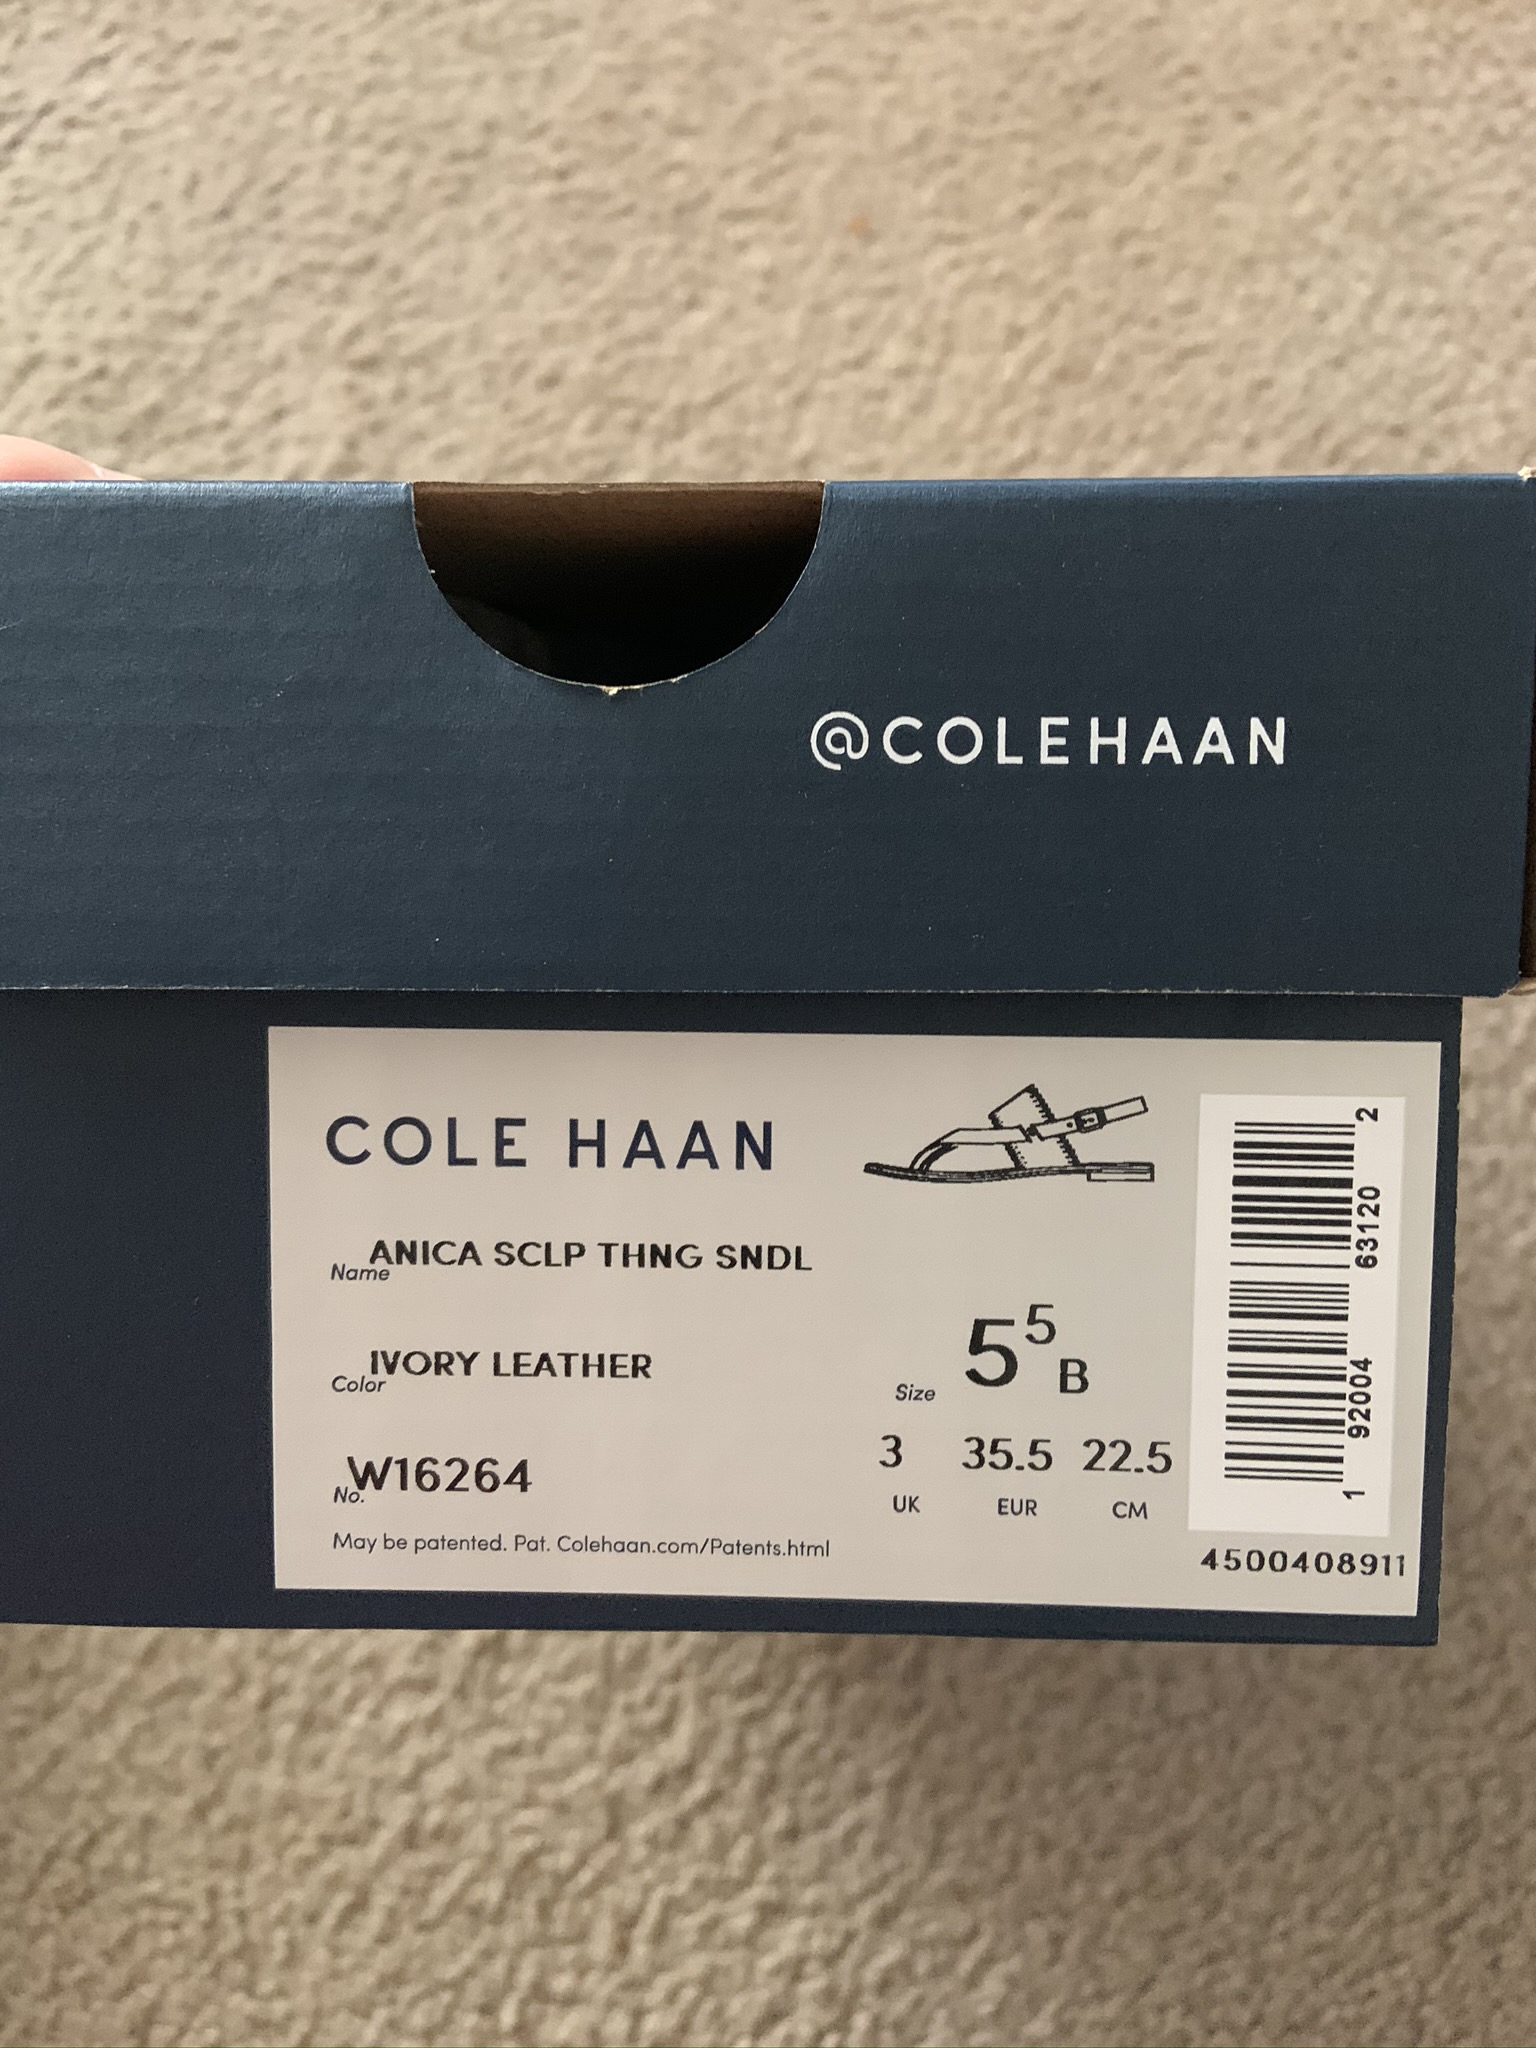 @COLEHAAN
COLE HAAN
ANICA SCLP THNG SNDL
Name
IVORY LEATHER
Color
W16264
No.
May be patented. Pat. Colehaan.com/Patents.html
5⁵ B
Size
3 35.5 22.5
UK EUR CM
1 92004 63120 2
4500408911